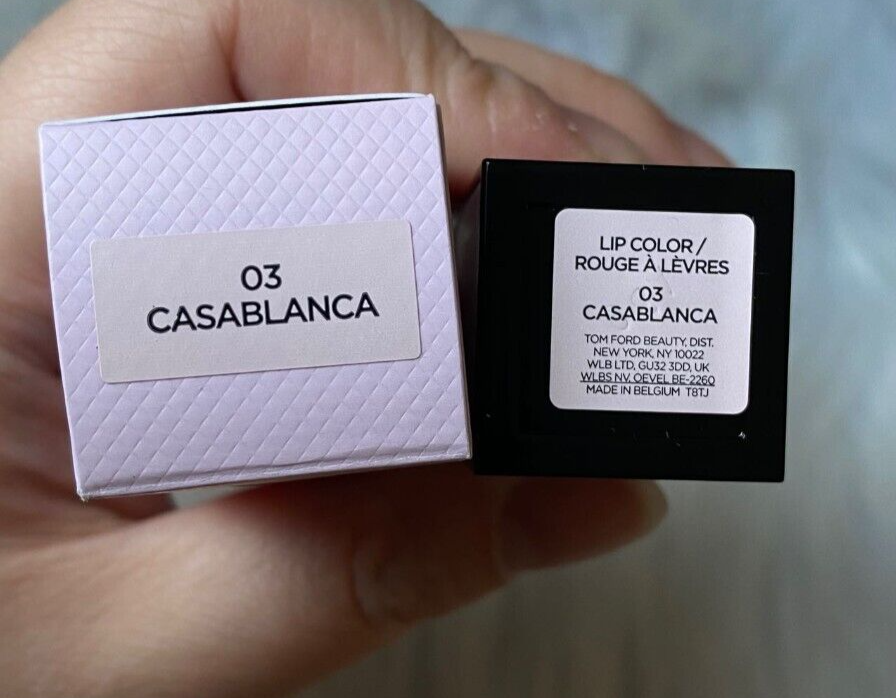 03
CASABLANCA
LIP COLOR /
ROUGE À LÈVRES
03
CASABLANCA
TOM FORD BEAUTY, DIST.
NEW YORK, NY 10022
WLB LTD, GU32 3DD, UK
WLBS NV, OEVEL BE-2260
MADE IN BELGIUM T8TJ